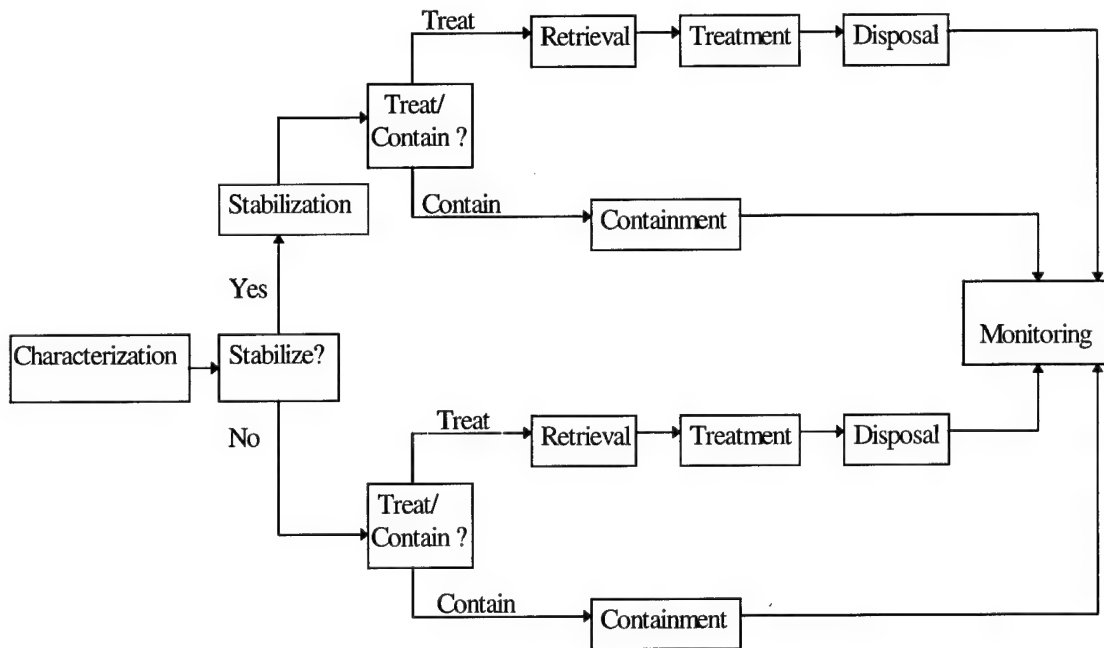 Treat
Retrieval
Treatment
Disposal
Treat/
Contain ?
Stabilization
Contain
Containment
Yes
Monitoring
Characterization
Stabilize?
No
Treat
Retrieval
Treatment
Disposal
Treat/
Contain ?
Contain
Containment